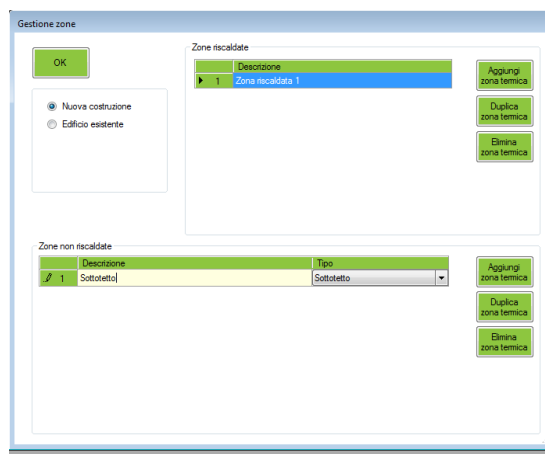 Gestione zone
OK
Nuova costruzione
Edificio esistente
Zone riscaldate
Descrizione
1 Zona riscaldata 1
Aggiungi
zona termica
Duplica
zona termica
Elimina
zona termica
Zone non riscaldate
Descrizione Tipo
1 Sottotetto Sottotetto
Aggiungi
zona termica
Duplica
zona termica
Elimina
zona termica